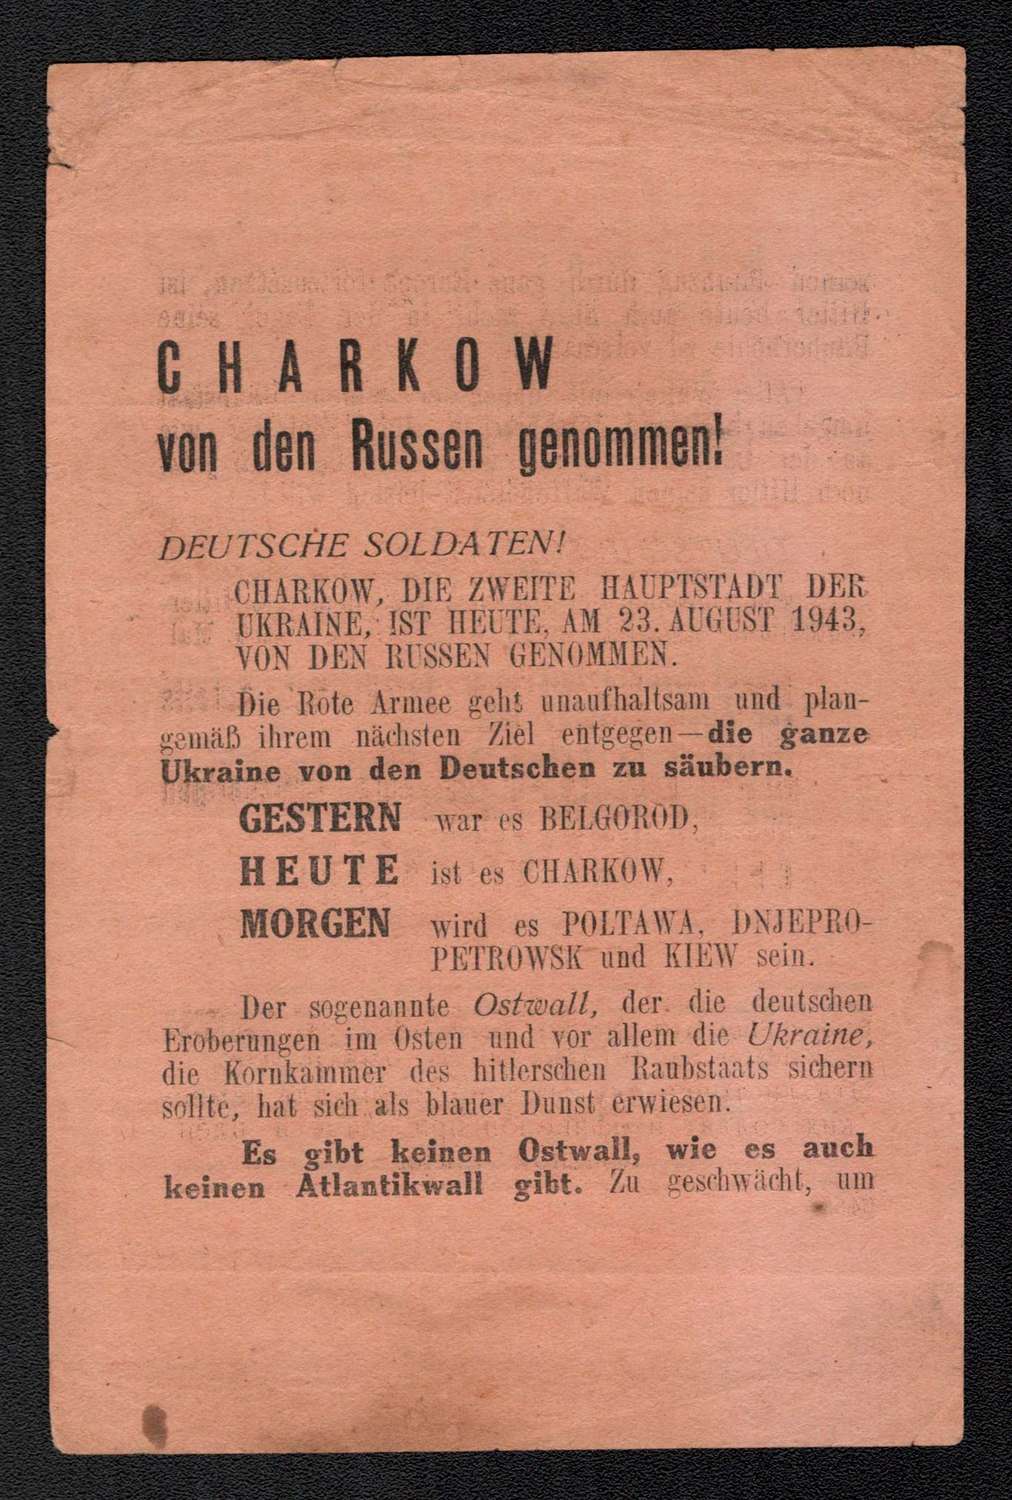 CHARKOW
von den Russen genommen!
DEUTSCHE SOLDATEN!
CHARKOW, DIE ZWEITE HAUPTSTADT DER
UKRAINE, IST HEUTE, AM 23. AUGUST 1943,
VON DEN RUSSEN GENOMMEN.
Die Rote Armee geht unaufhaltsam und plan-
gemäß ihrem nächsten Ziel entgegen—die ganze
Ukraine von den Deutschen zu säubern.
GESTERN war es BELGOROD,
HEUTE ist es CHARKOW,
MORGEN wird es POLTAWA, DNJEPRO-
PETROWSK und KIEW sein.
Der sogenannte Ostwall, der die deutschen
Eroberungen im Osten und vor allem die Ukraine,
die Kornkammer des hitlerschen Raubstaats sichern
sollte, hat sich als blauer Dunst erwiesen.
Es gibt keinen Ostwall, wie es auch
keinen Atlantikwall gibt. Zu geschwächt, um